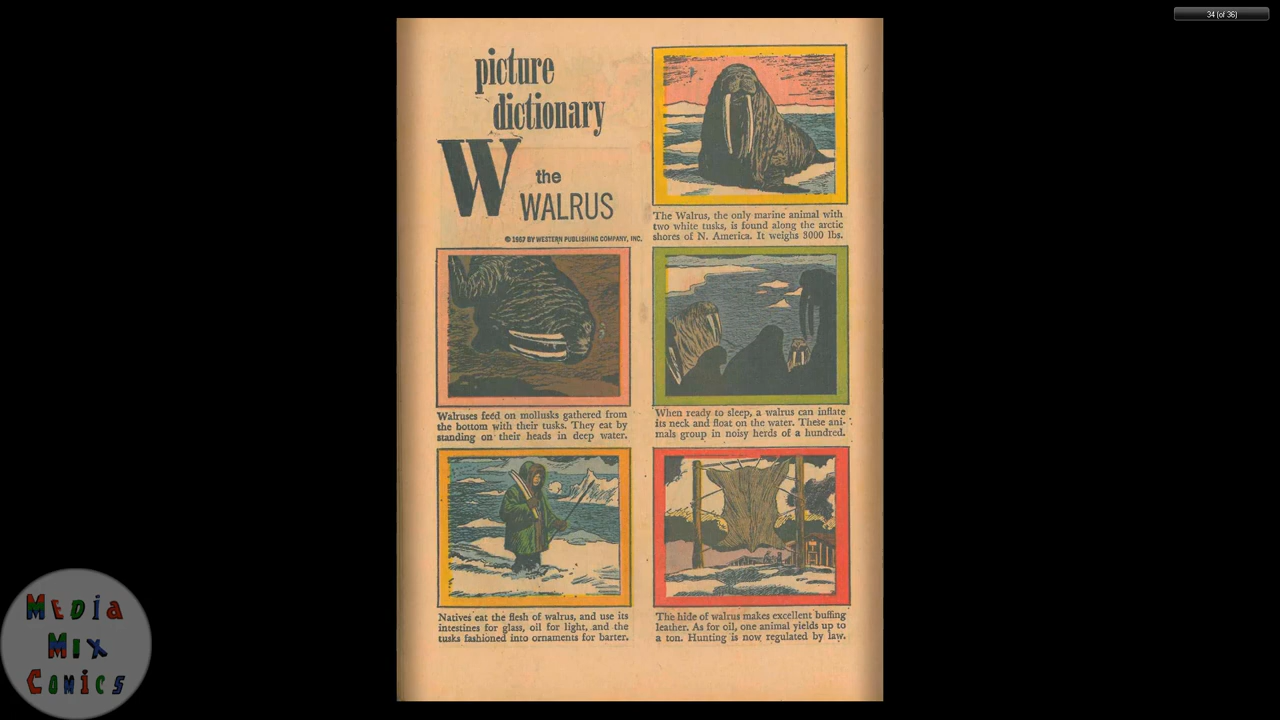 34 (of 36)
picture
dictionary
W the
WALRUS
© 1967 BY WESTERN PUBLISHING COMPANY, INC.
The Walrus, the only marine animal with
two white tusks, is found along the arctic
shores of N. America. It weighs 3000 lbs.
Walruses feed on mollusks gathered from
the bottom with their tusks. They eat by
standing on their heads in deep water.
When ready to sleep, a walrus can inflate
its neck and float on the water. These ani-
mals group in noisy herds of a hundred.
Natives eat the flesh of walrus, and use its
intestines for glass, oil for light, and the
tusks fashioned into ornaments for barter.
The hide of walrus makes excellent buffing
leather. As for oil, one animal yields up to
a ton. Hunting is now regulated by law.
MEDIA
MIX
COMICS